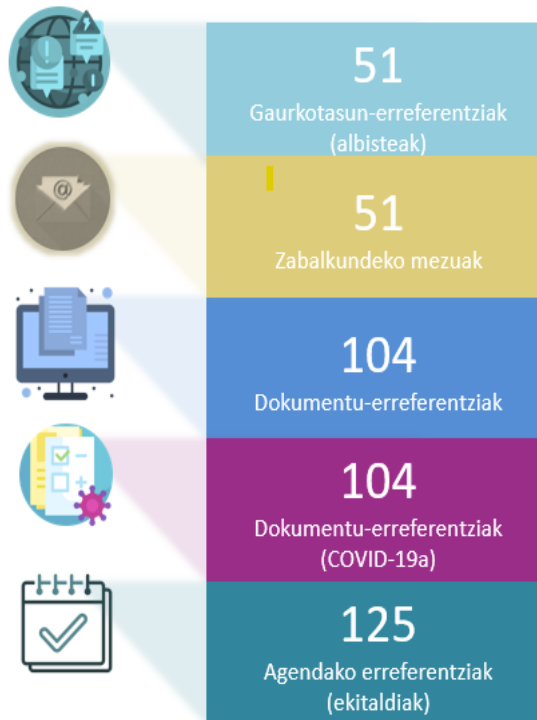 51
Gaurkotasun-erreferentziak
(albisteak)
@
51
Zabalkundeko mezuak
104
Dokumentu-erreferentziak
104
Dokumentu-erreferentziak
(COVID-19a)
125
Agendako erreferentziak
(ekitaldiak)